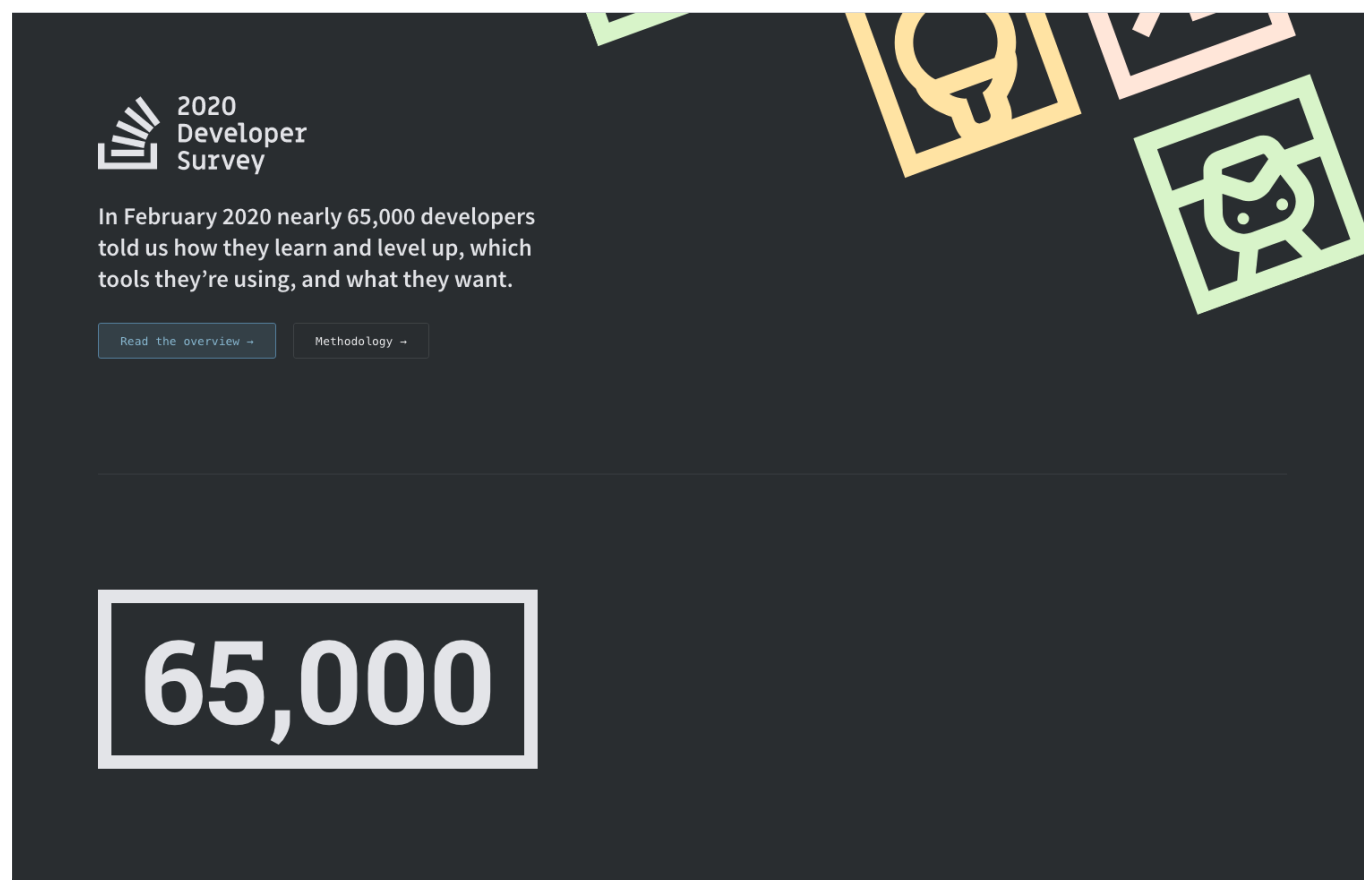 2020
Developer
Survey
In February 2020 nearly 65,000 developers
told us how they learn and level up, which
tools they’re using, and what they want.
Read the overview →
Methodology →
65,000